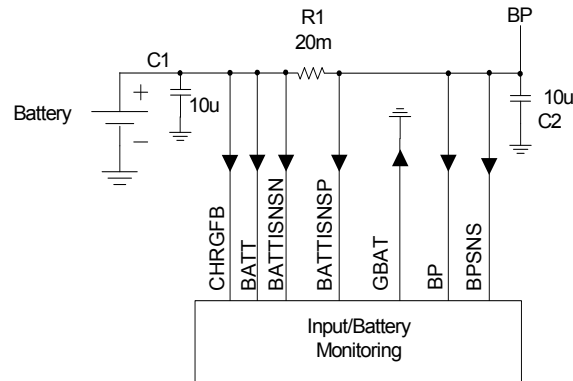 R1
20m
BP
C1
10u
10u
C2
Battery
+
−
CHRGFB
BATT
BATTISNSN
BATTISNSP
GBAT
BP
BPSNS
Input/Battery
Monitoring